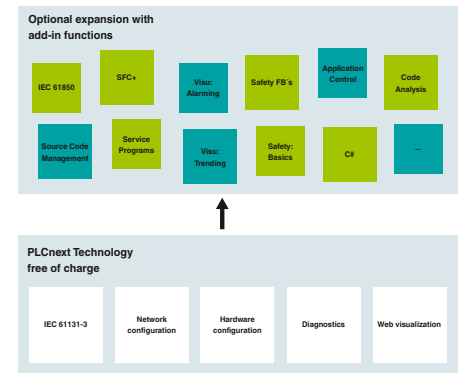 Optional expansion with
add-in functions
IEC 61850
SFC+
Visu:
Alarming
Safety FB´s
Application
Control
Code
Analysis
Source Code
Management
Service
Programs
Visu:
Trending
Safety:
Basics
C#
...
PLCnext Technology
free of charge
IEC 61131-3
Network
configuration
Hardware
configuration
Diagnostics
Web visualization